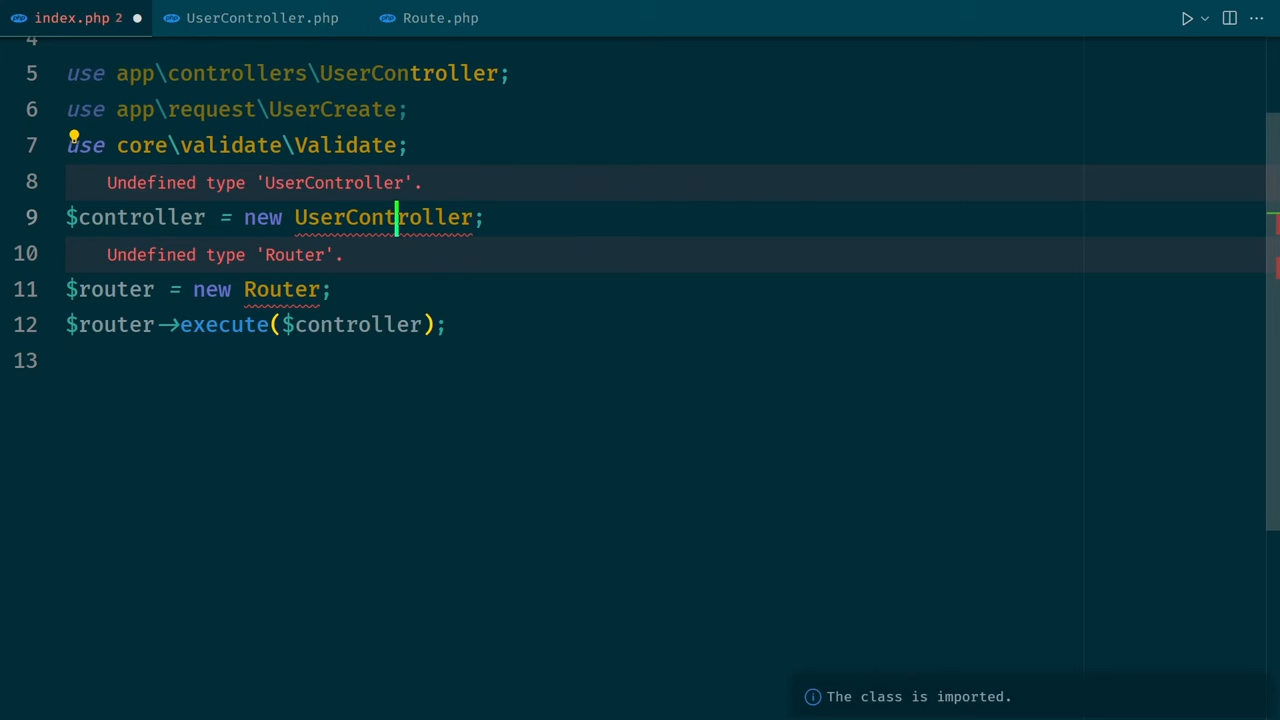 index.php 2 UserController.php Route.php
4
5 use app\controllers\UserController;
6 use app\request\UserCreate;
7 use core\validate\Validate;
8 Undefined type 'UserController'.
9 $controller = new UserController;
10 Undefined type 'Router'.
11 $router = new Router;
12 $router->execute($controller);
13
The class is imported.